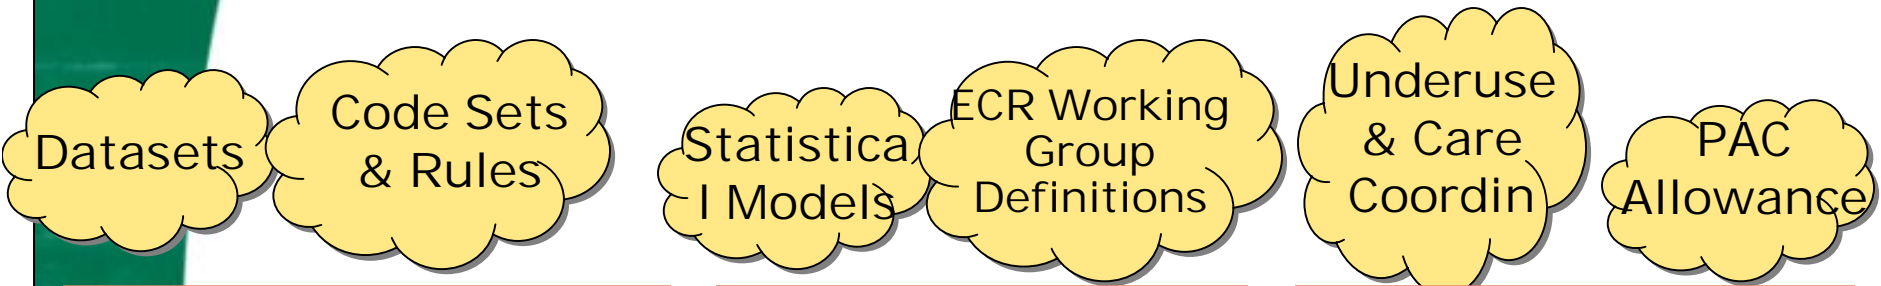 Datasets
Code Sets
& Rules
Statistica
l Models
ECR Working
Group
Definitions
Underuse
& Care
Coordin
PAC
Allowance